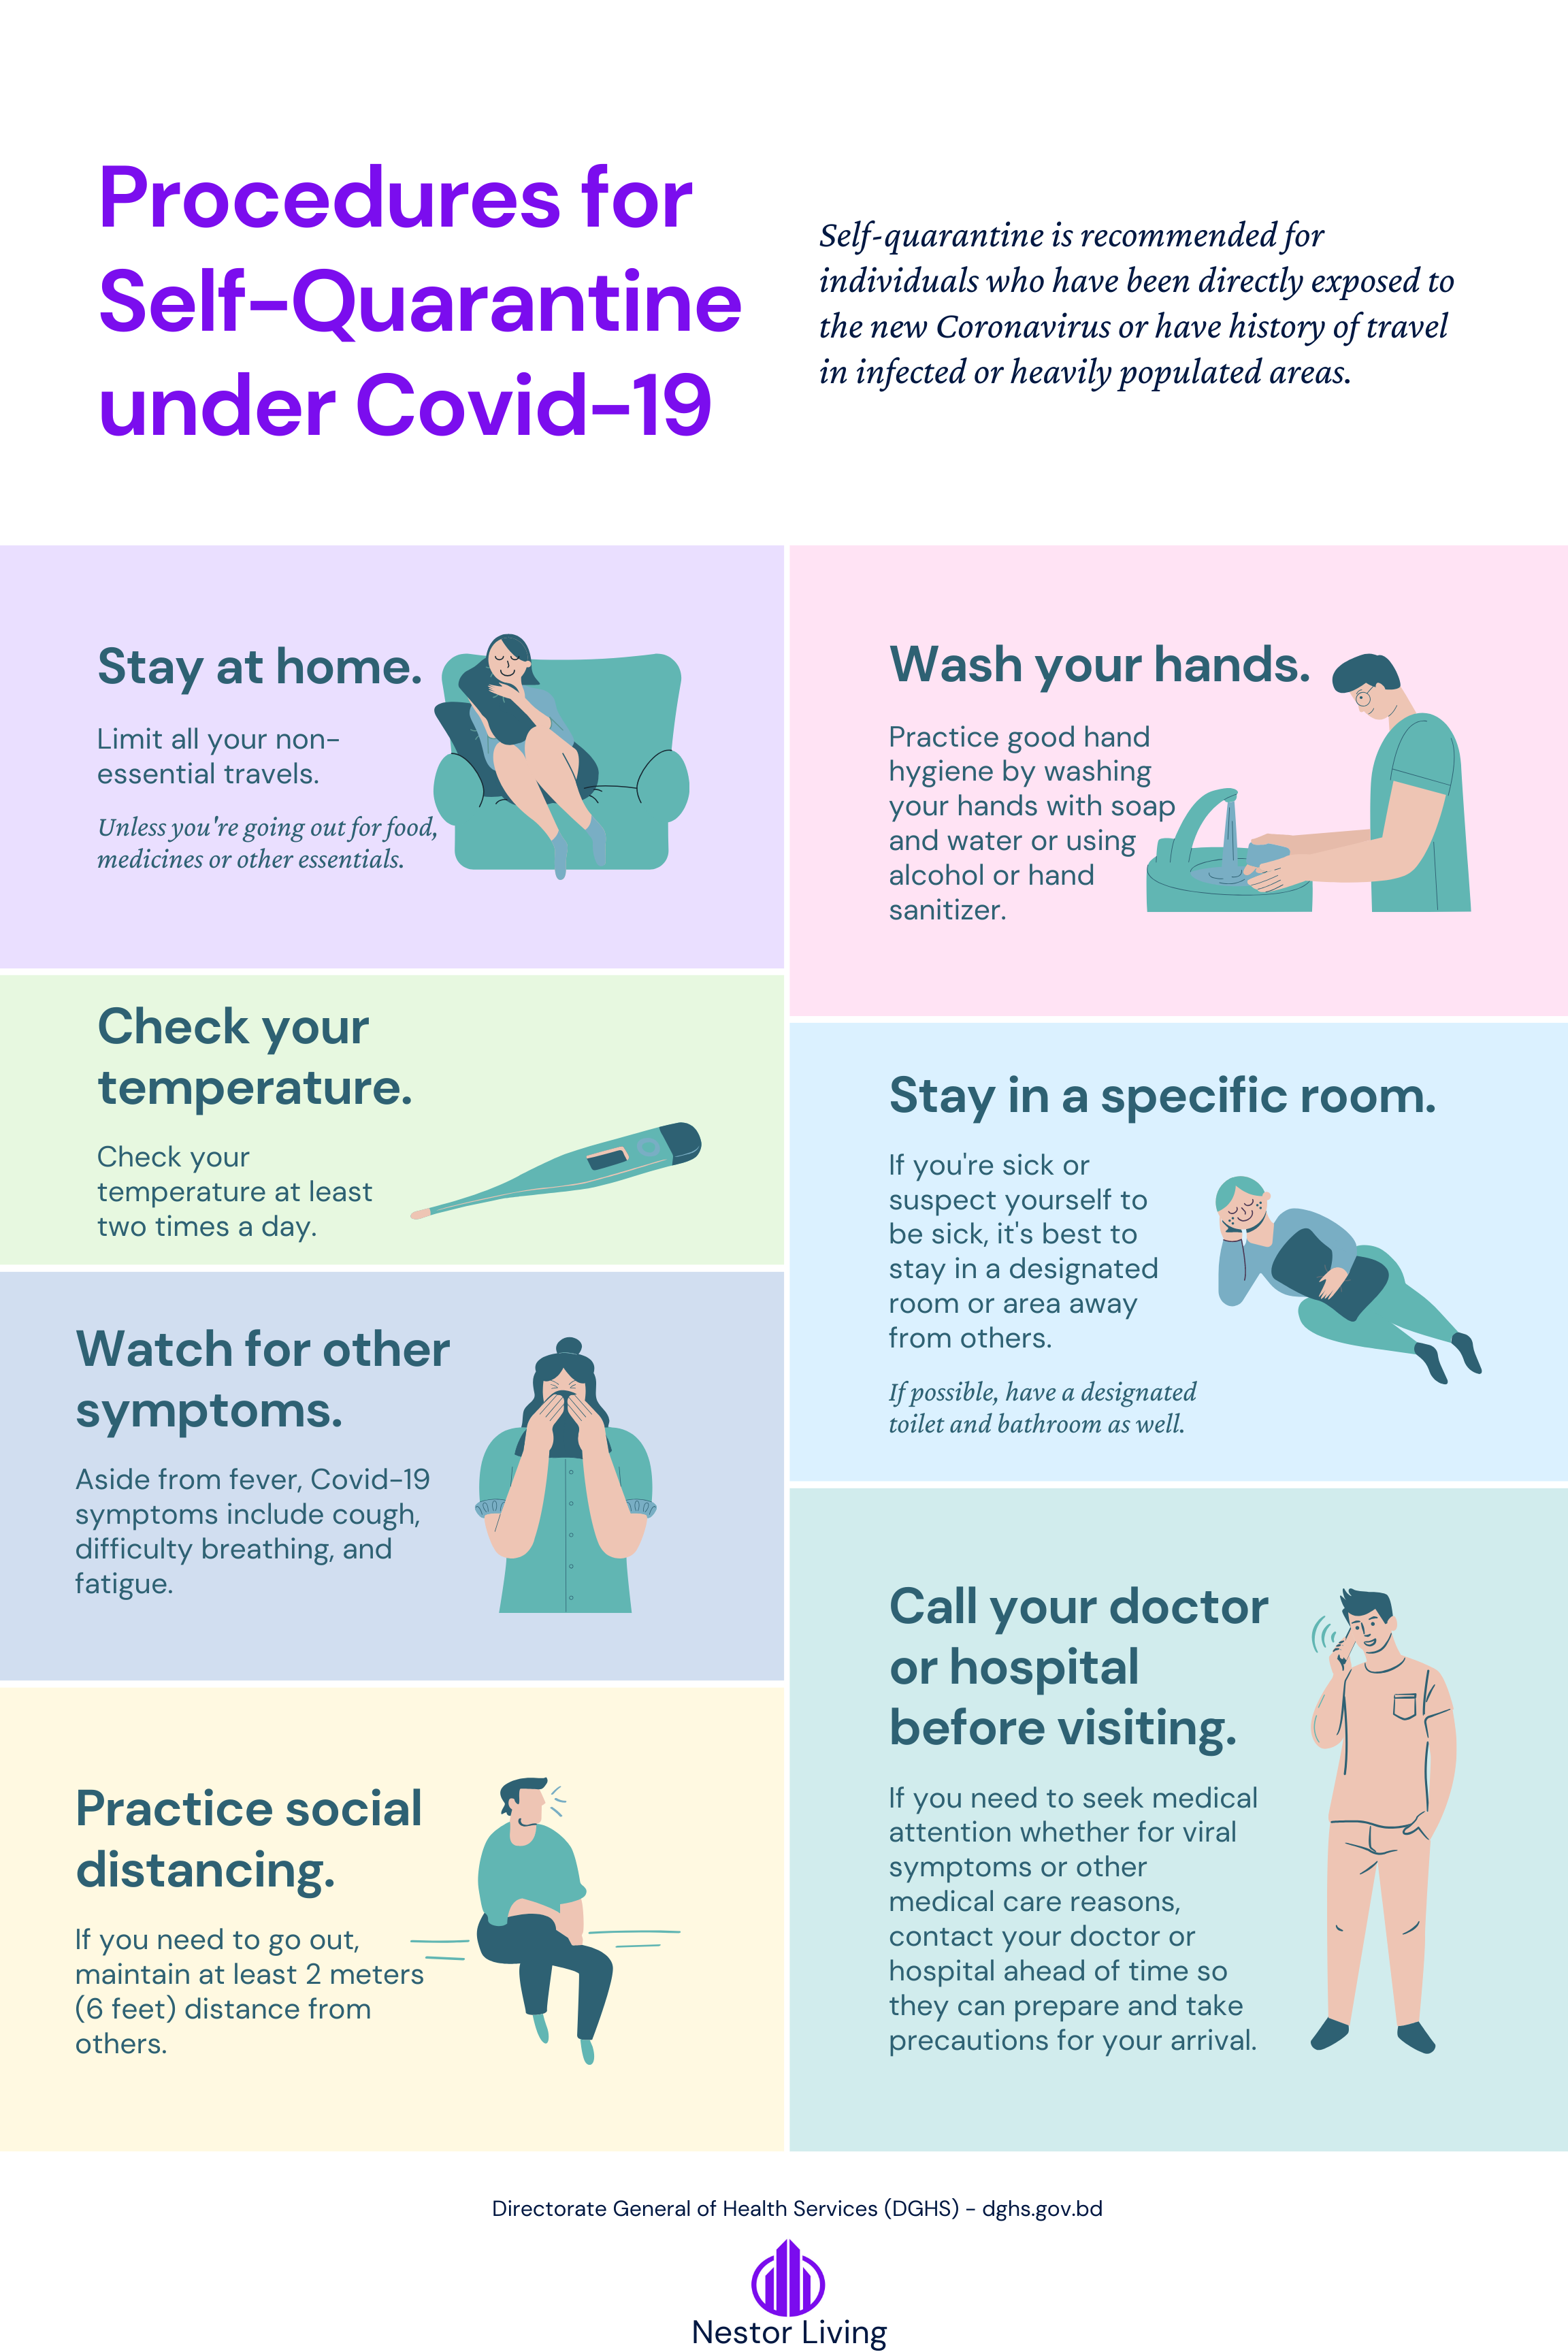 Procedures for
Self-Quarantine
under Covid-19
Self-quarantine is recommended for
individuals who have been directly exposed to
the new Coronavirus or have history of travel
in infected or heavily populated areas.
Stay at home.
Limit all your non-
essential travels.
Unless you're going out for food,
medicines or other essentials.
Wash your hands.
Practice good hand
hygiene by washing
your hands with soap
and water or using
alcohol or hand
sanitizer.
Check your
temperature.
Check your
temperature at least
two times a day.
Stay in a specific room.
If you're sick or
suspect yourself to
be sick, it's best to
stay in a designated
room or area away
from others.
If possible, have a designated
toilet and bathroom as well.
Watch for other
symptoms.
Aside from fever, Covid-19
symptoms include cough,
difficulty breathing, and
fatigue.
Call your doctor
or hospital
before visiting.
If you need to seek medical
attention whether for viral
symptoms or other
medical care reasons,
contact your doctor or
hospital ahead of time so
they can prepare and take
precautions for your arrival.
Practice social
distancing.
If you need to go out,
maintain at least 2 meters
(6 feet) distance from
others.
Directorate General of Health Services (DGHS) - dghs.gov.bd
Nestor Living